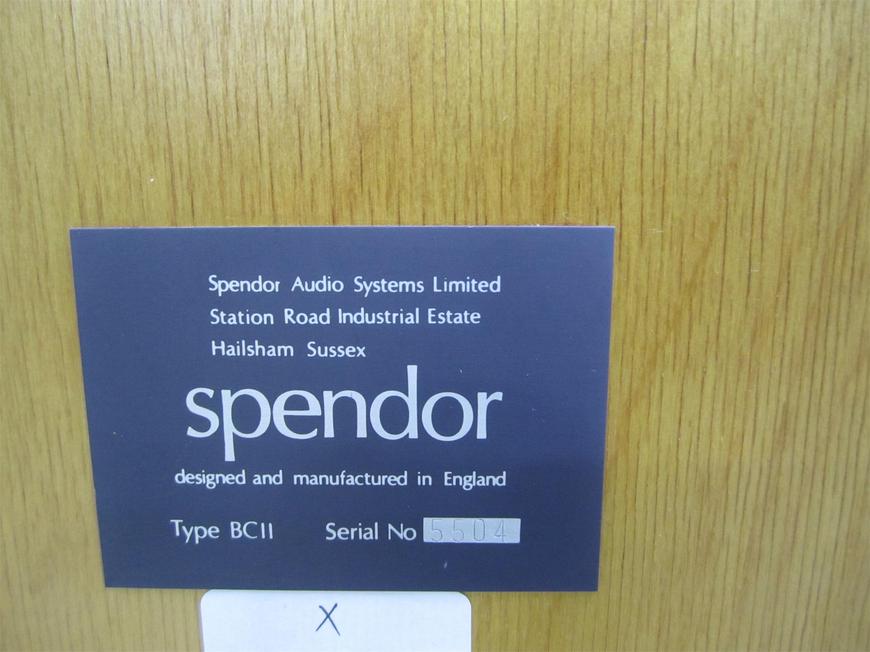 Spendor Audio Systems Limited
Station Road Industrial Estate
Hailsham Sussex
spendor
designed and manufactured in England
Type BCII Serial No 5504
X